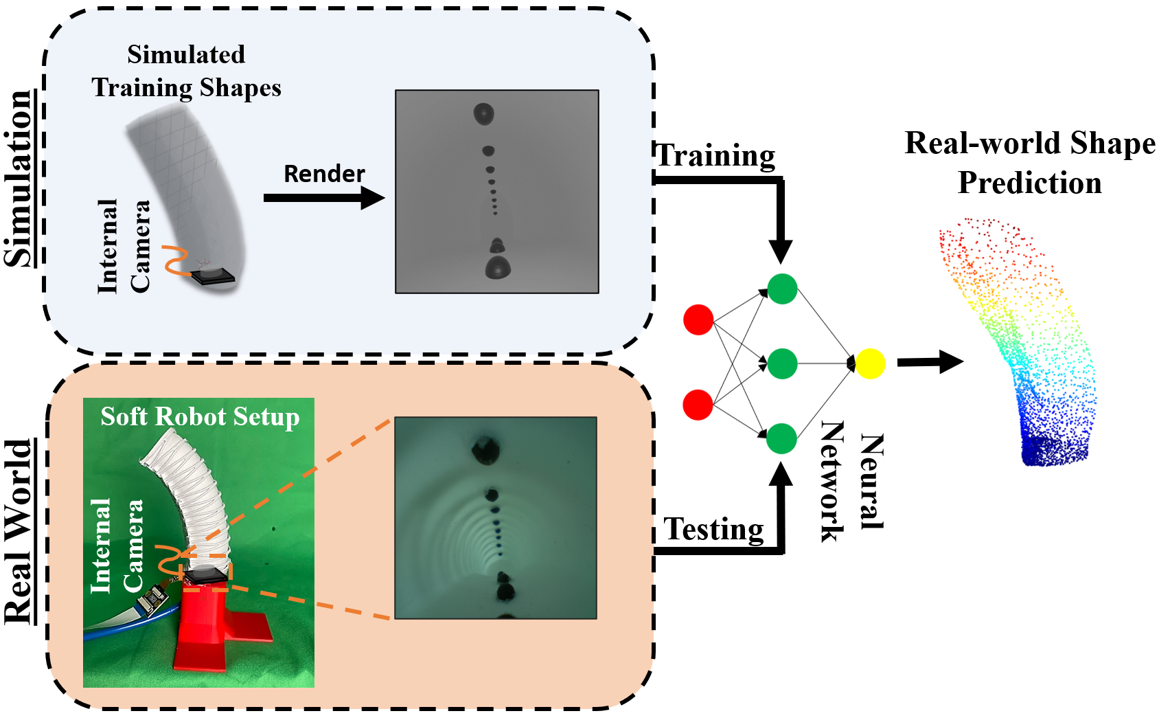 Simulation
Simulated
Training Shapes
Internal
Camera
Render
Training
Real-world Shape
Prediction
Real World
Soft Robot Setup
Internal
Camera
Testing
Neural
Network